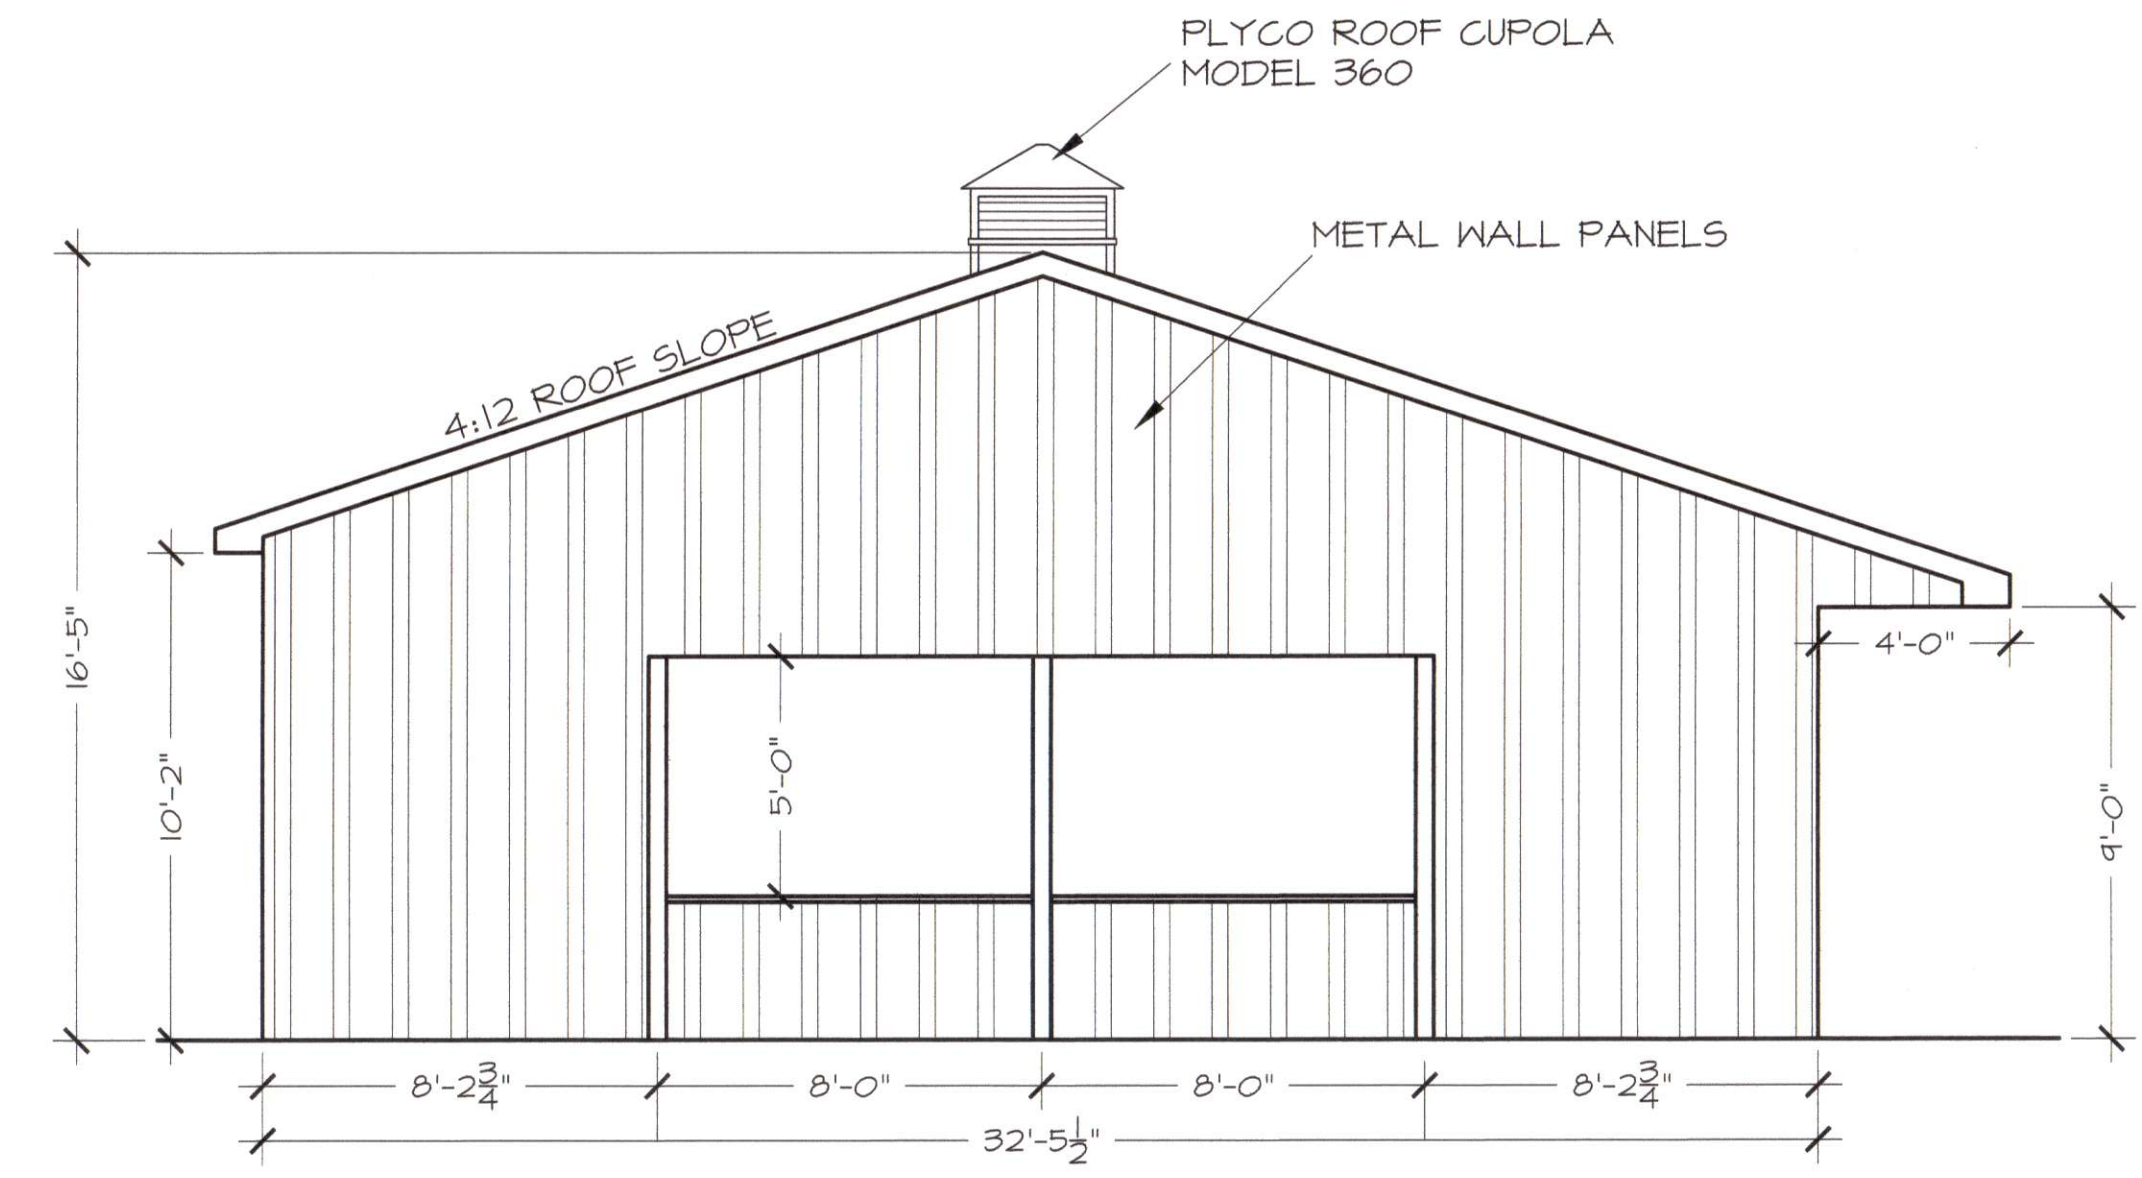 PLYCO ROOF CUPOLA
MODEL 360
METAL WALL PANELS
4:12 ROOF SLOPE
16'-5"
10'-2"
5'-0"
4'-0"
9'-0"
8'-2 3/4"
8'-0"
8'-0"
8'-2 3/4"
32'-5 1/2"